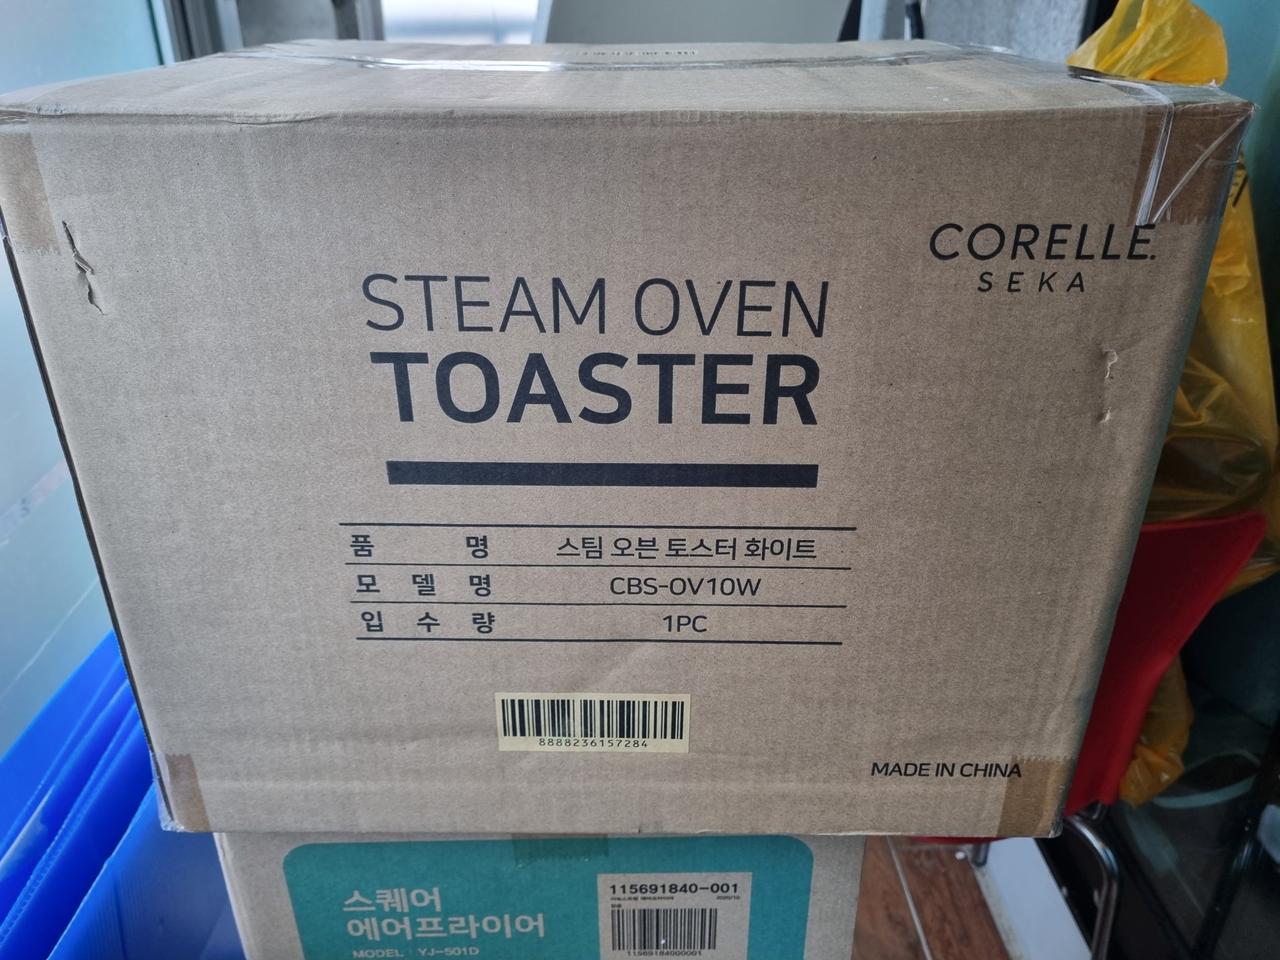 CORELLE.
SEKA
STEAM OVEN
TOASTER
품 명 스팀 오븐 토스터 화이트
모 델 명 CBS-OV10W
입 수 량 1PC
8888236157284
MADE IN CHINA
스퀘어
에어프라이어
MODEL : YJ-501D
115691840-001
11569184000001